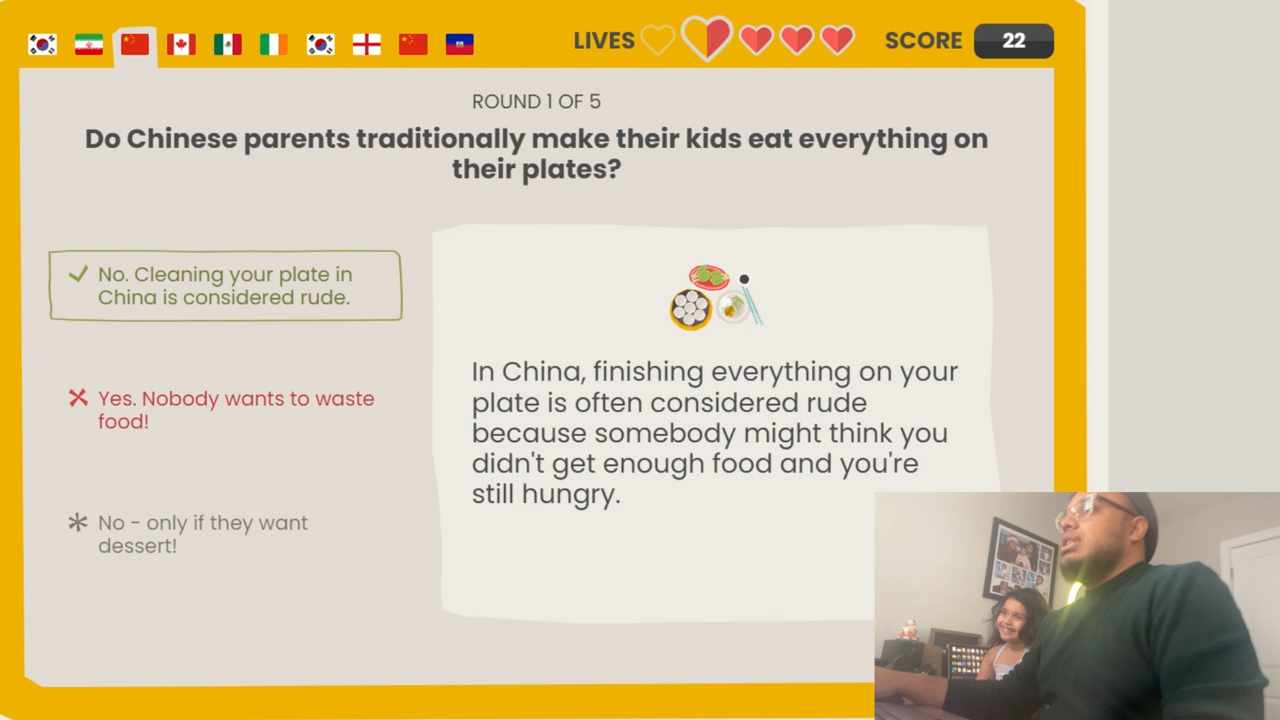 LIVES
SCORE
22
ROUND 1 OF 5
Do Chinese parents traditionally make their kids eat everything on
their plates?
No. Cleaning your plate in
China is considered rude.
Yes. Nobody wants to waste
food!
No - only if they want
dessert!
In China, finishing everything on your
plate is often considered rude
because somebody might think you
didn't get enough food and you're
still hungry.